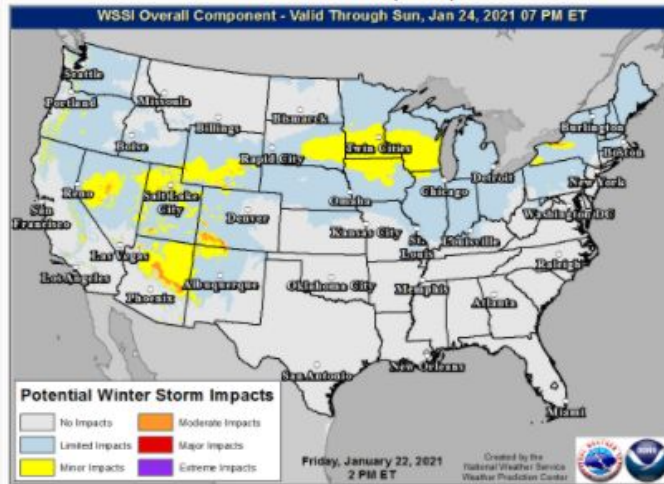 WSSI Overall Component - Valid Through Sun, Jan 24, 2021 07 PM ET
Seattle
Portland
Missoula
Billings
Bismarck
Boise
Rapid City
Twin Cities
Burlington
Boston
Detroit
New York
Reno
Salt Lake
City
Omaha
Chicago
San
Francisco
Denver
Kansas City
St.
Louis
Louisville
Washington DC
Las Vegas
Los Angeles
Albuquerque
Oklahoma City
Memphis
Raleigh
Phoenix
Atlanta
San Antonio
New Orleans
Miami
Potential Winter Storm Impacts
No Impacts
Moderate Impacts
Limited Impacts
Major Impacts
Minor Impacts
Extreme Impacts
Friday, January 22, 2021
2 PM ET
Created by the
National Weather Service
Weather Prediction Center